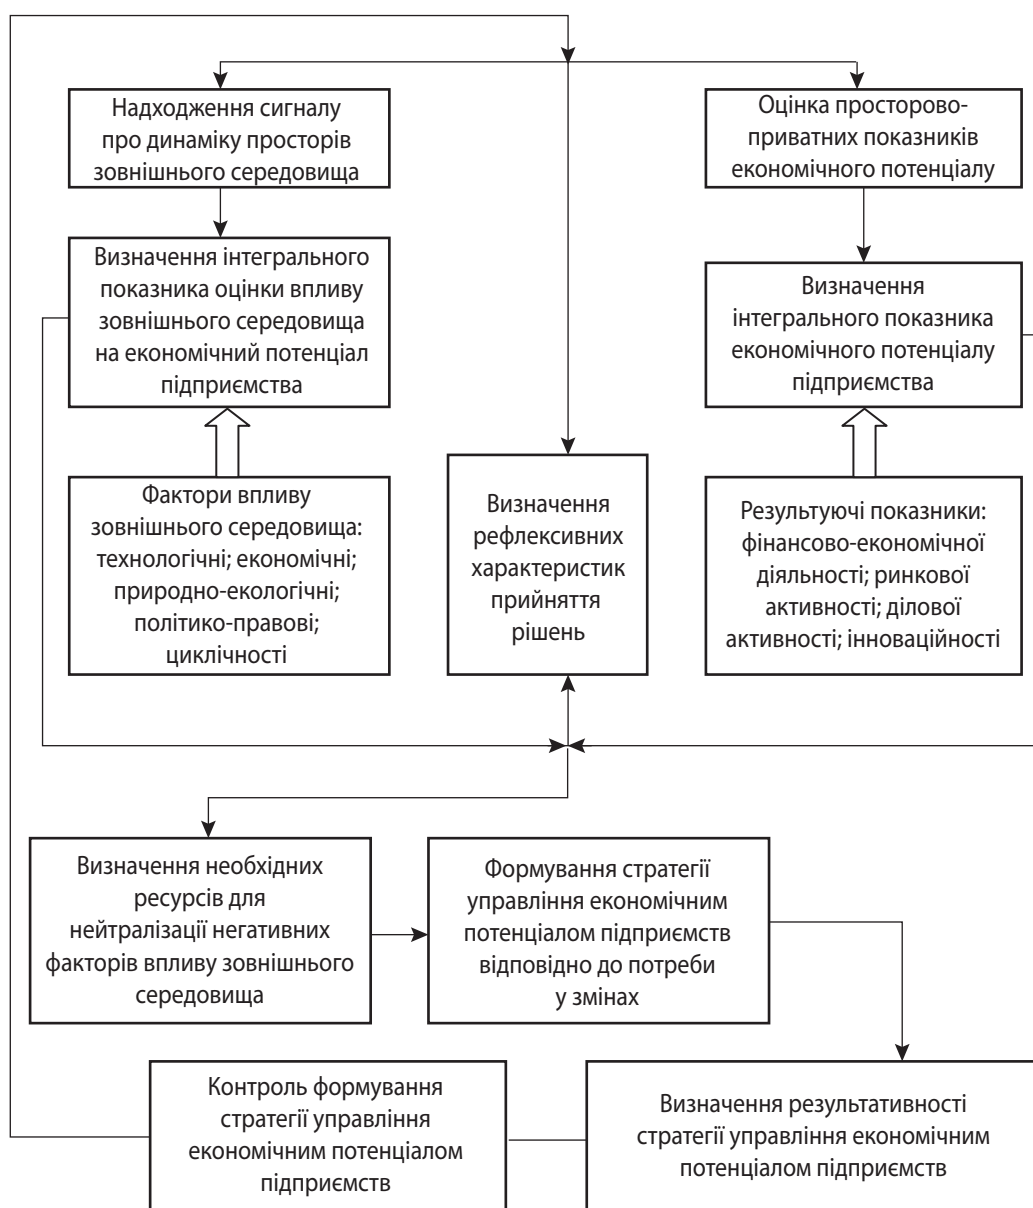 Надходження сигналу
про динаміку просторів
зовнішнього середовища
Оцінка просторово-
приватних показників
економічного потенціалу
Визначення інтегрального
показника оцінки впливу
зовнішнього середовища
на економічний потенціал
підприємства
Визначення
інтегрального показника
економічного потенціалу
підприємства
Фактори впливу
зовнішнього середовища:
технологічні; економічні;
природно-екологічні;
політико-правові;
циклічності
Визначення
рефлексивних
характеристик
прийняття
рішень
Результуючі показники:
фінансово-економічної
діяльності; ринкової
активності; ділової
активності; інноваційності
Визначення необхідних
ресурсів для
нейтралізації негативних
факторів впливу зовнішнього
середовища
Формування стратегії
управління економічним
потенціалом підприємств
відповідно до потреби
у змінах
Контроль формування
стратегії управління
економічним потенціалом
підприємств
Визначення результативності
стратегії управління економічним
потенціалом підприємств